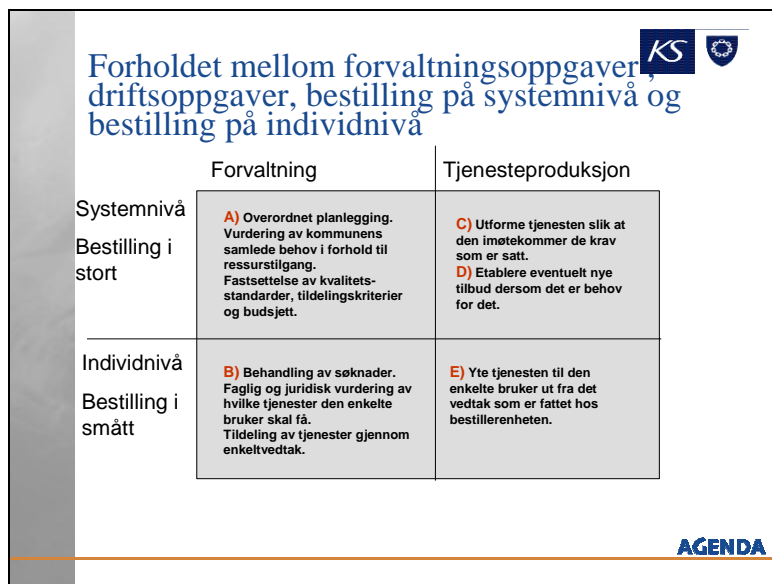 KS
Forholdet mellom forvaltningsoppgaver,
driftsoppgaver, bestilling på systemnivå og
bestilling på individnivå
Forvaltning
Tjenesteproduksjon
Systemnivå
Bestilling i
stort
A) Overordnet planlegging.
Vurdering av kommunens
samlede behov i forhold til
ressurstilgang.
Fastsettelse av kvalitets-
standarder, tildelingskriterier
og budsjett.
C) Utforme tjenesten slik at
den imøtekommer de krav
som er satt.
D) Etablere eventuelt nye
tilbud dersom det er behov
for det.
Individnivå
Bestilling i
smått
B) Behandling av søknader.
Faglig og juridisk vurdering av
hvilke tjenester den enkelte
bruker skal få.
Tildeling av tjenester gjennom
enkeltvedtak.
E) Yte tjenesten til den
enkelte bruker ut fra det
vedtak som er fattet hos
bestillerenheten.
AGENDA